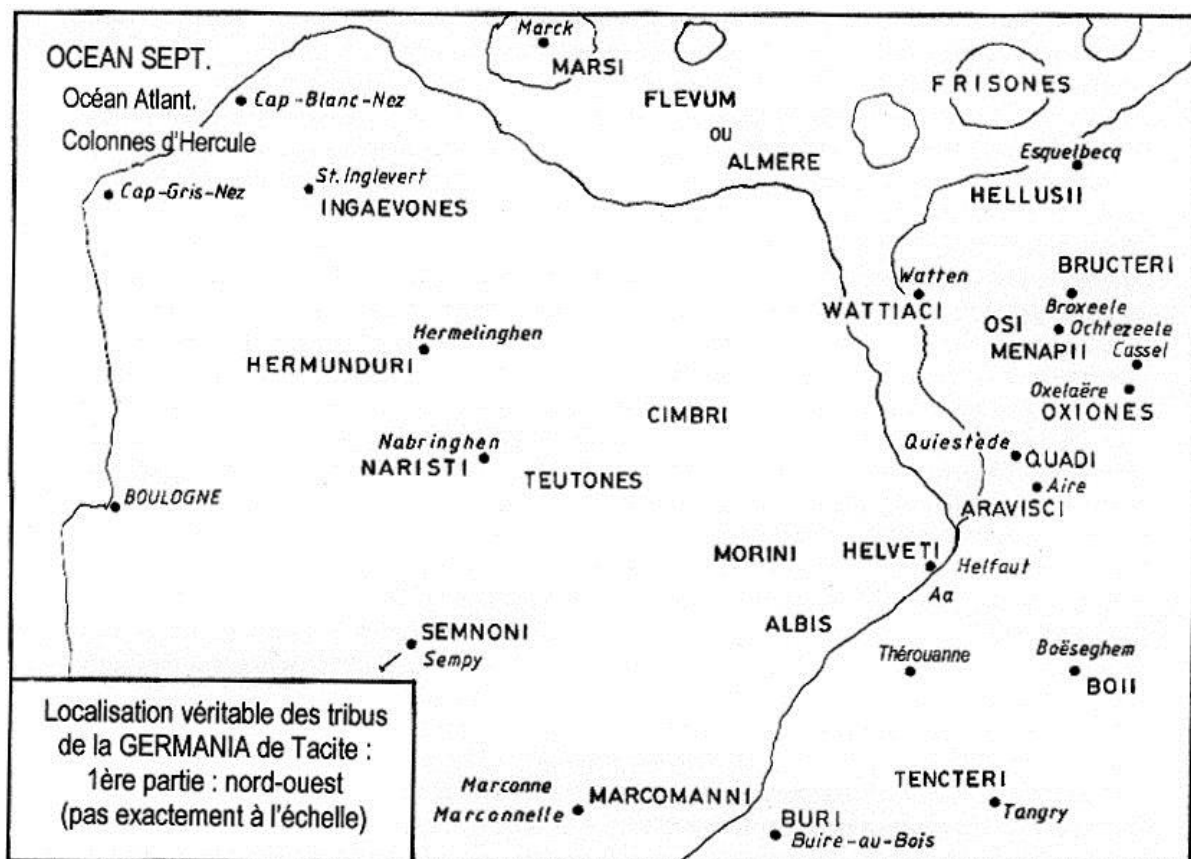 Marck
MARSI
OCEAN SEPT.
Océan Atlant.
Colonnes d'Hercule
Cap-Blanc-Nez
FLEVUM
OU
ALMERE
FRISONES
Esquelbecq
HELLUSII
Cap-Gris-Nez
St. Inglevert
INGAEVONES
Watten
WATTIACI
BRUCTERI
Broxeele
OSI
Ochtezeele
MENAPII
Cassel
Oxelaëre
OXIONES
Hermelinghen
HERMUNDURI
CIMBRI
Nabringhen
NARISTI
TEUTONES
Quiestède
QUADI
Aire
ARAVISCI
BOULOGNE
MORINI
HELVETI
Helfaut
Aa
ALBIS
SEMNONI
Sempy
Thérouanne
Boëseghem
BOII
Localisation véritable des tribus
de la GERMANIA de Tacite :
1ère partie : nord-ouest
(pas exactement à l'échelle)
Marconne
Marconnelle
MARCOMANNI
BURI
Buire-au-Bois
TENCTERI
Tangry